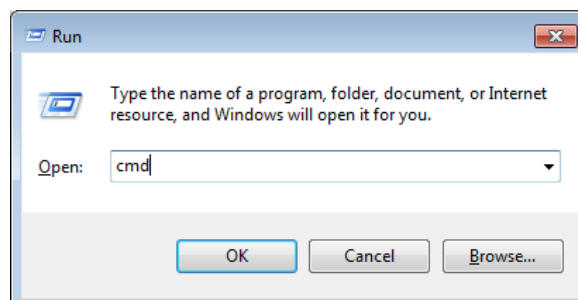 Run
Type the name of a program, folder, document, or Internet
resource, and Windows will open it for you.
Open: cmd
OK Cancel Browse...